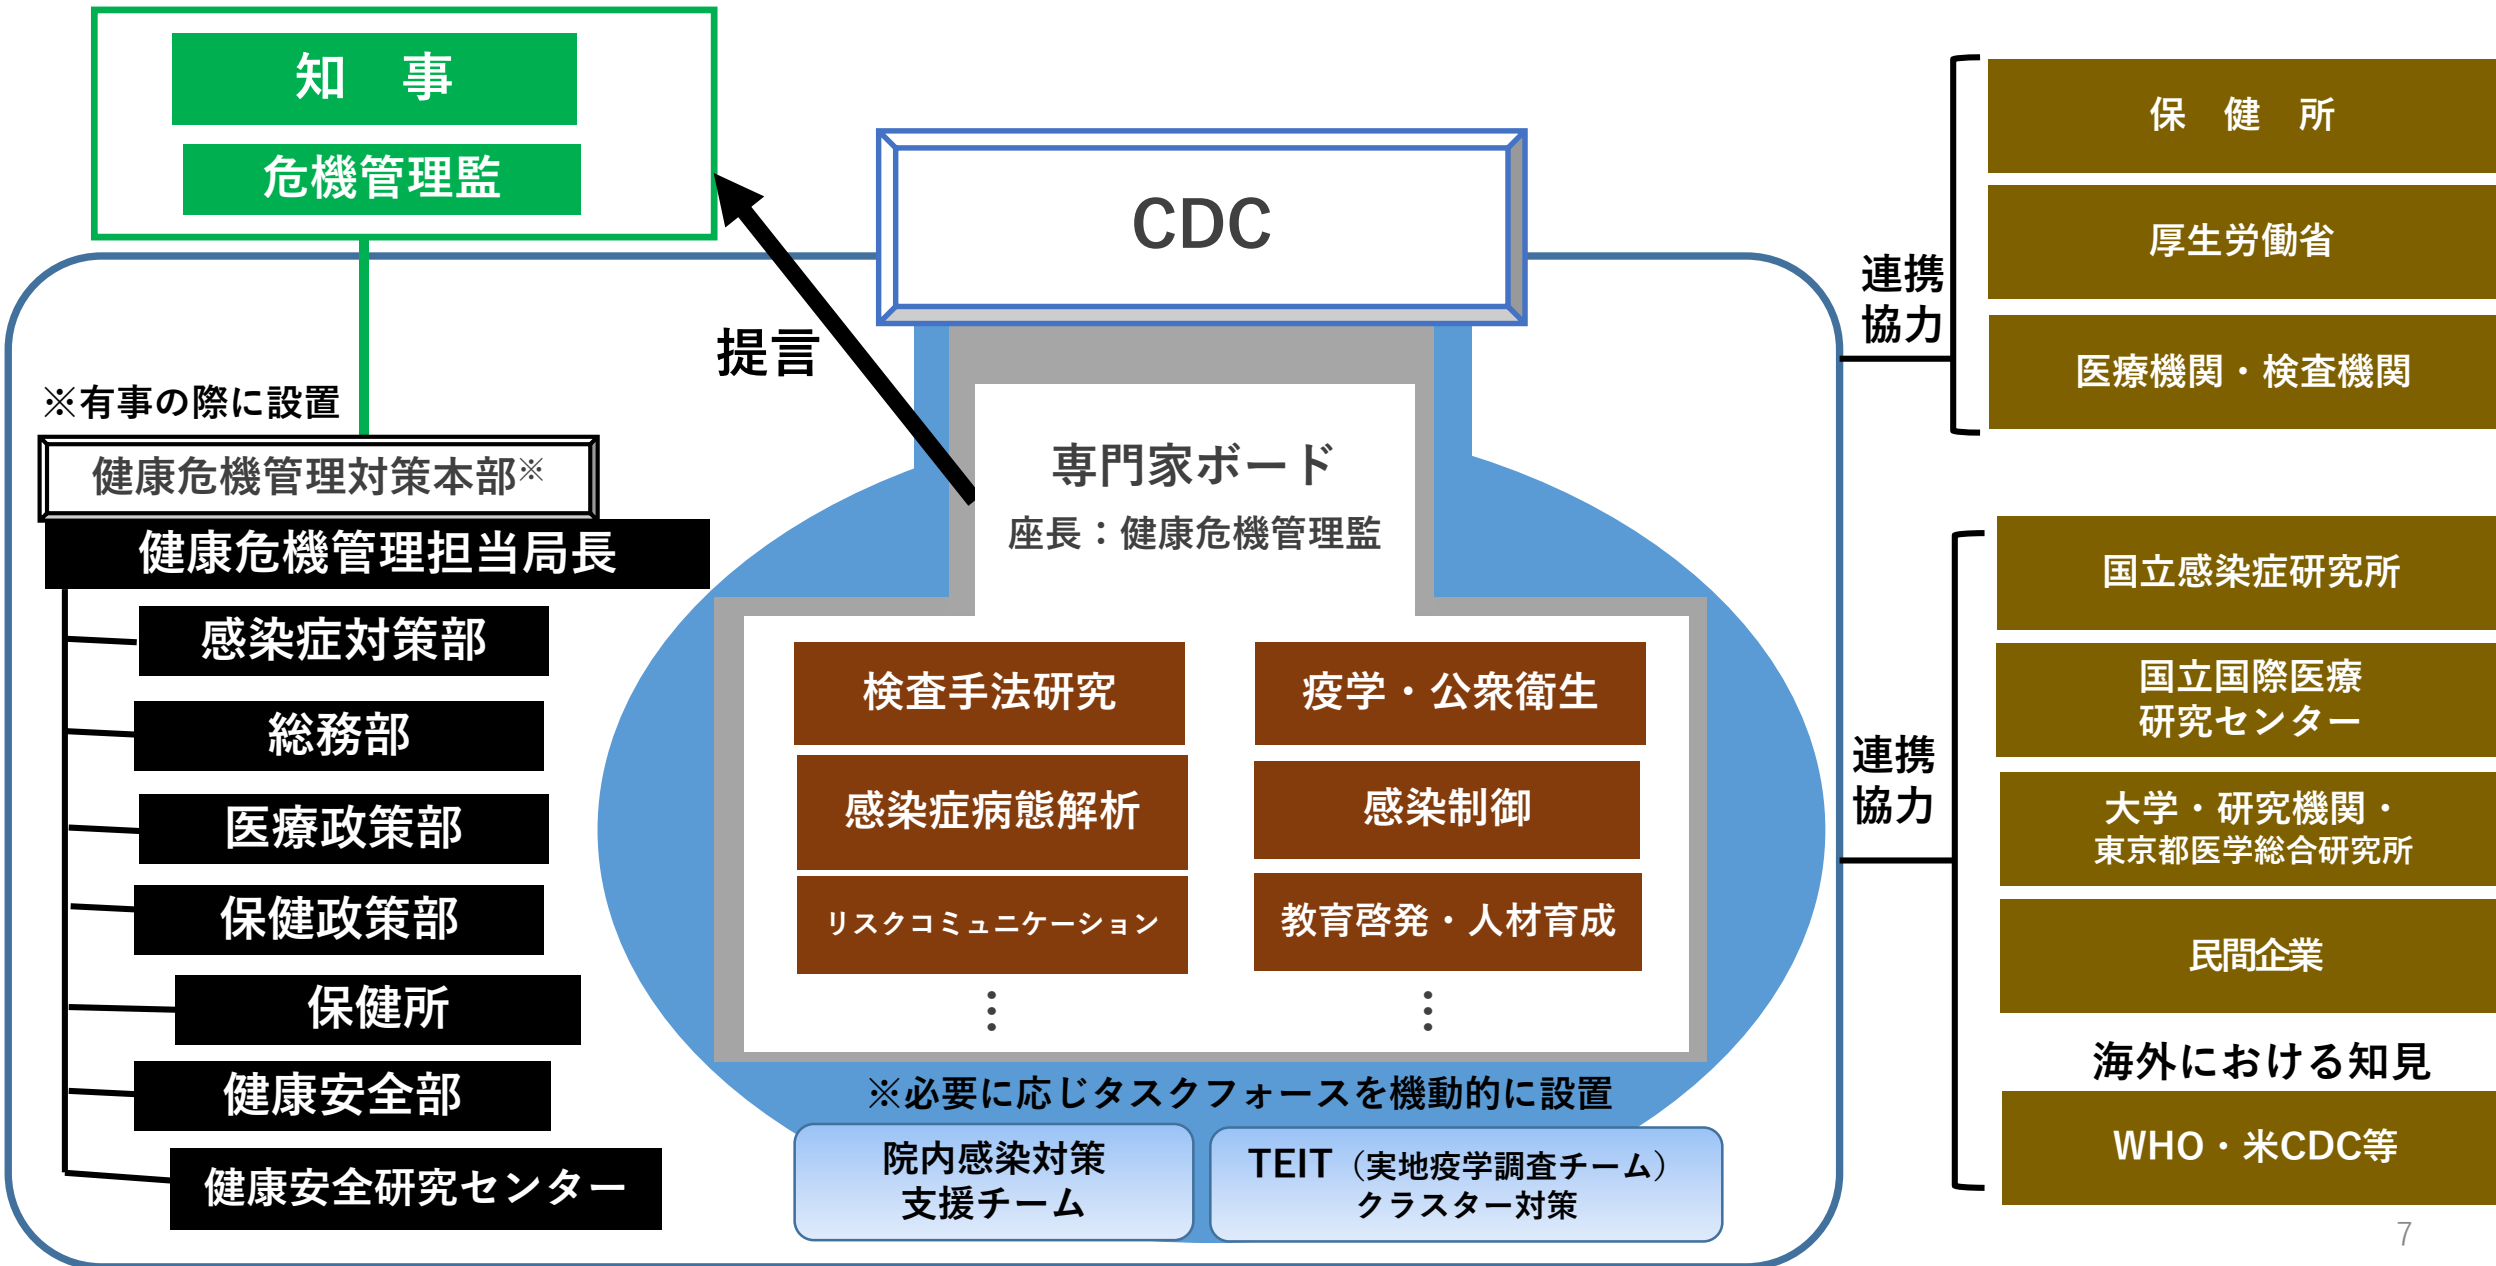 知　事
危機管理監
CDC
提言
※有事の際に設置
健康危機管理対策本部※
健康危機管理担当局長
感染症対策部
総務部
医療政策部
保健政策部
保健所
健康安全部
健康安全研究センター
専門家ボード
座長：健康危機管理監
検査手法研究
疫学・公衆衛生
感染症病態解析
感染制御
リスクコミュニケーション
教育啓発・人材育成
⋮
⋮
※必要に応じタスクフォースを機動的に設置
院内感染対策
支援チーム
TEIT（実地疫学調査チーム）
クラスター対策
連携
協力
保　健　所
厚生労働省
医療機関・検査機関
連携
協力
国立感染症研究所
国立国際医療
研究センター
大学・研究機関・
東京都医学総合研究所
民間企業
海外における知見
WHO・米CDC等
7